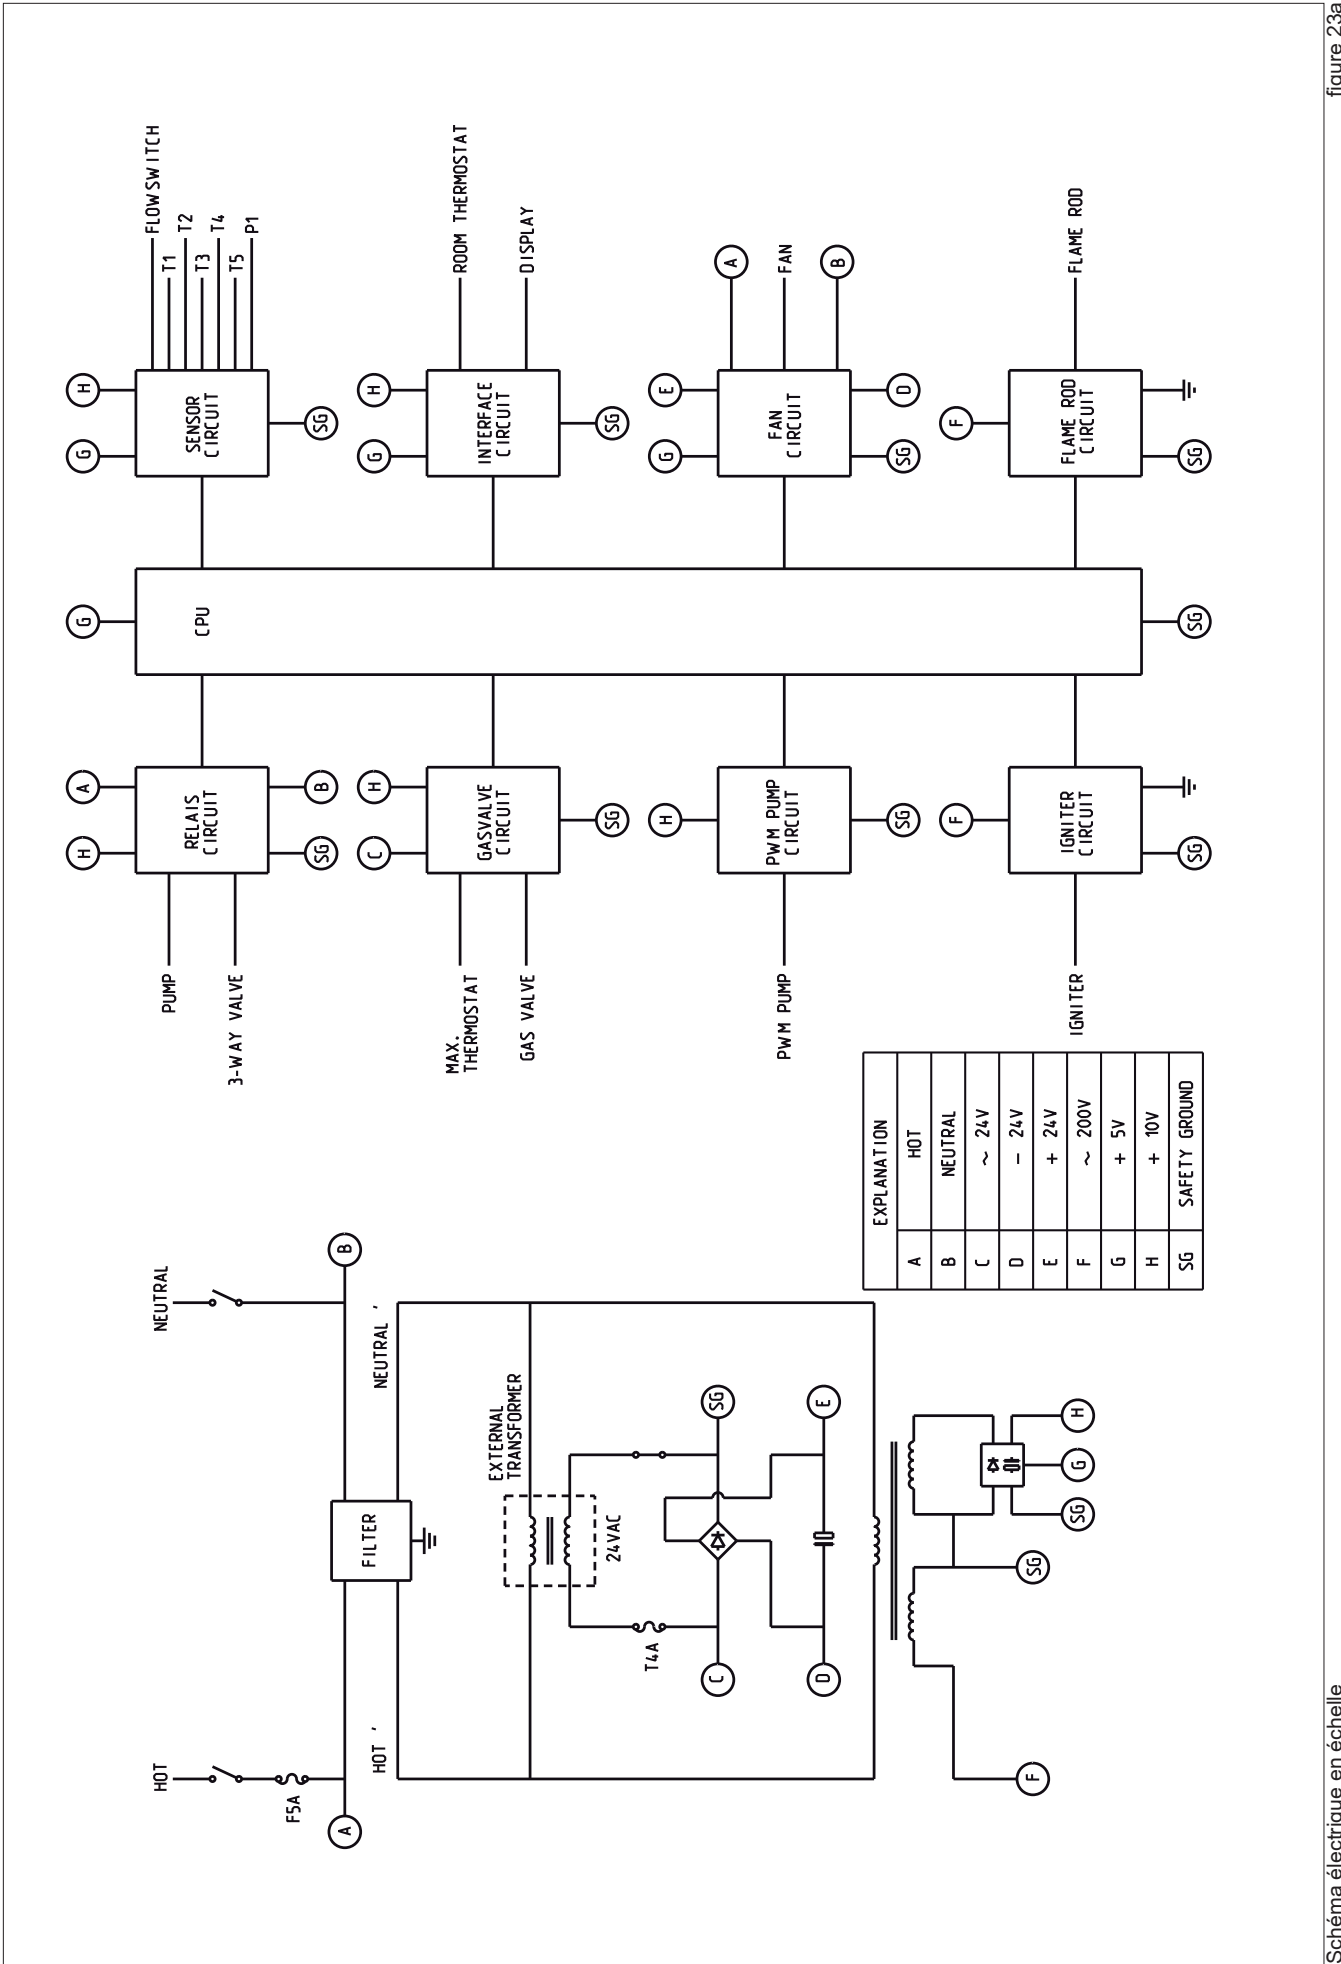 HOT
F5A
A
NEUTRAL
B
FILTER
HOT '
NEUTRAL '
EXTERNAL
TRANSFORMER
24VAC
T4A
C
SG
D
E
F
SG
SG
G
H
EXPLANATION
A HOT
B NEUTRAL
C ~ 24V
D - 24V
E + 24V
F ~ 200V
G + 5V
H + 10V
SG SAFETY GROUND
PUMP
3-WAY VALVE
H
A
RELAIS
CIRCUIT
SG
B
MAX.
THERMOSTAT
GAS VALVE
C
H
GASVALVE
CIRCUIT
SG
PWM PUMP
H
PWM PUMP
CIRCUIT
SG
IGNITER
F
IGNITER
CIRCUIT
SG
G
CPU
SG
G
H
SENSOR
CIRCUIT
SG
FLOWSWITCH
T1
T2
T3
T4
T5
P1
G
H
INTERFACE
CIRCUIT
SG
ROOM THERMOSTAT
DISPLAY
G
E
FAN
CIRCUIT
SG
D
A
FAN
B
F
FLAME ROD
CIRCUIT
SG
FLAME ROD
Schéma électrique en échelle
figure 23a